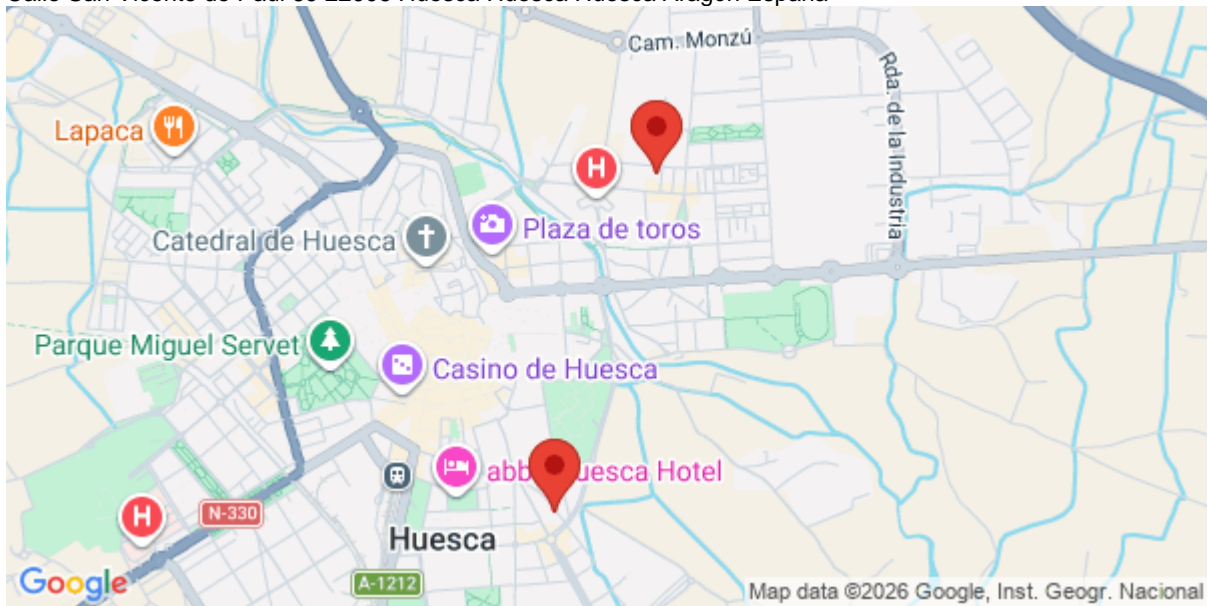 Cam. Monzú
Rda. de la Industria
Lapaca
H
Plaza de toros
Catedral de Huesca
Parque Miguel Servet
Casino de Huesca
Huesca Hotel
H
N-330
Huesca
A-1212
Google
Map data ©2026 Google, Inst. Geogr. Nacional